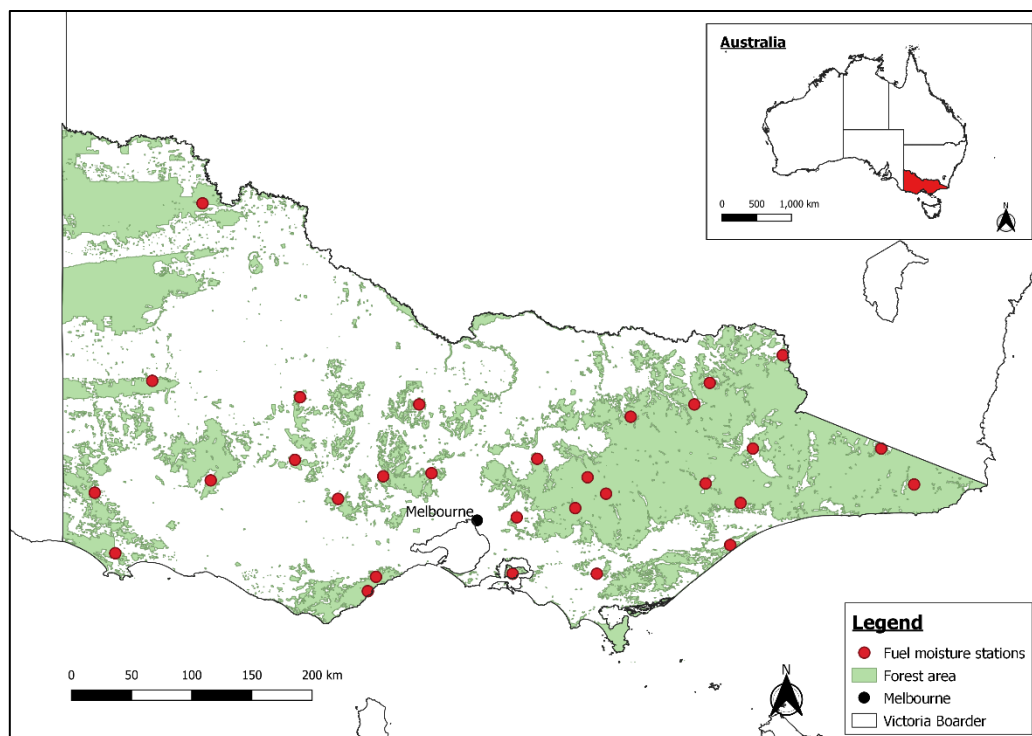 Australia
0 500 1,000 km
N
Melbourne
Legend
Fuel moisture stations
Forest area
Melbourne
Victoria Boarder
0 50 100 150 200 km
N